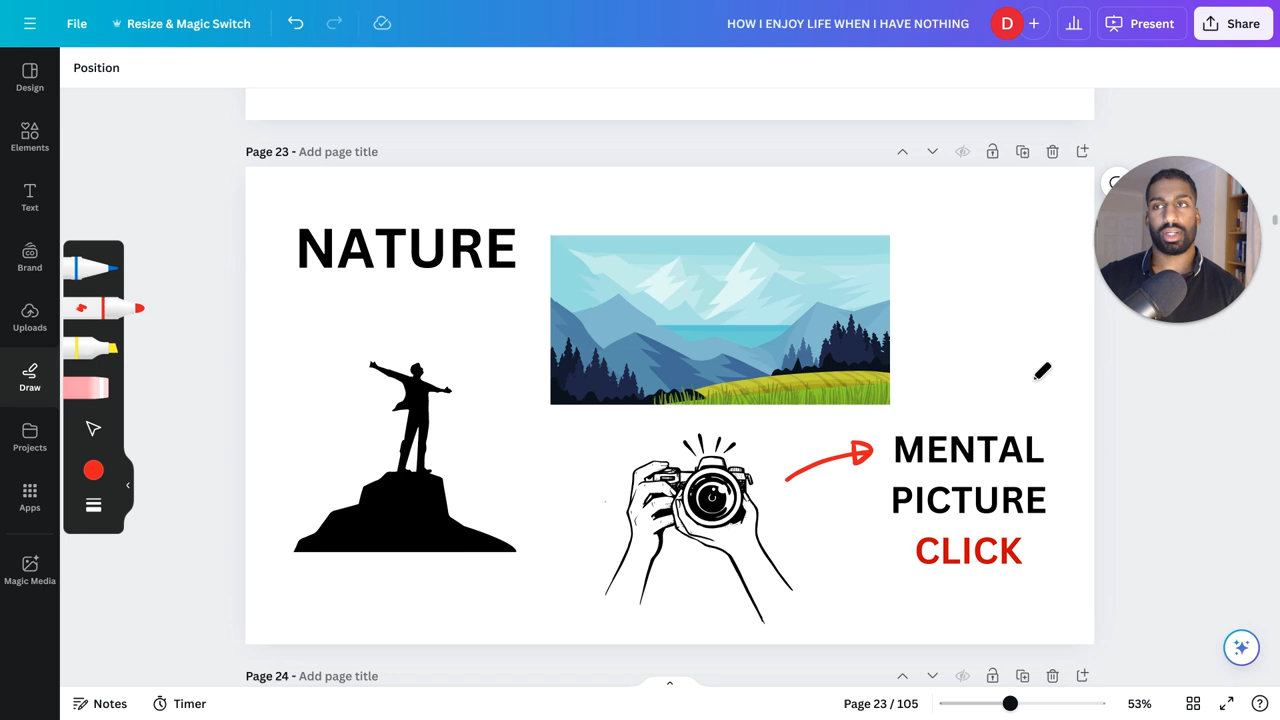 File
Resize & Magic Switch
HOW I ENJOY LIFE WHEN I HAVE NOTHING
D
Present
Share
Position
Design
Elements
Text
Brand
Uploads
Draw
Projects
Apps
Magic Media
Page 23 - Add page title
NATURE
MENTAL
PICTURE
CLICK
Page 24 - Add page title
Notes
Timer
Page 23 / 105
53%